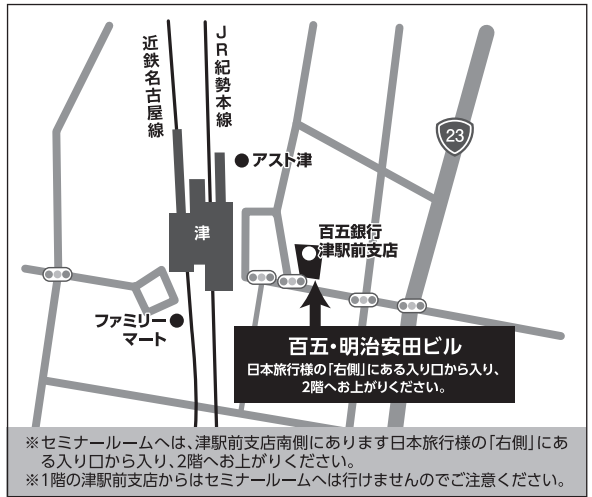 近鉄名古屋線
JR紀勢本線
23
アスト津
津
百五銀行
津駅前支店
ファミリー
マート
百五・明治安田ビル
日本旅行様の「右側」にある入り口から入り、
2階へお上がりください。
※セミナールームへは、津駅前支店南側にあります日本旅行様の「右側」にあ
る入り口から入り、2階へお上がりください。
※1階の津駅前支店からはセミナールームへは行けませんのでご注意ください。